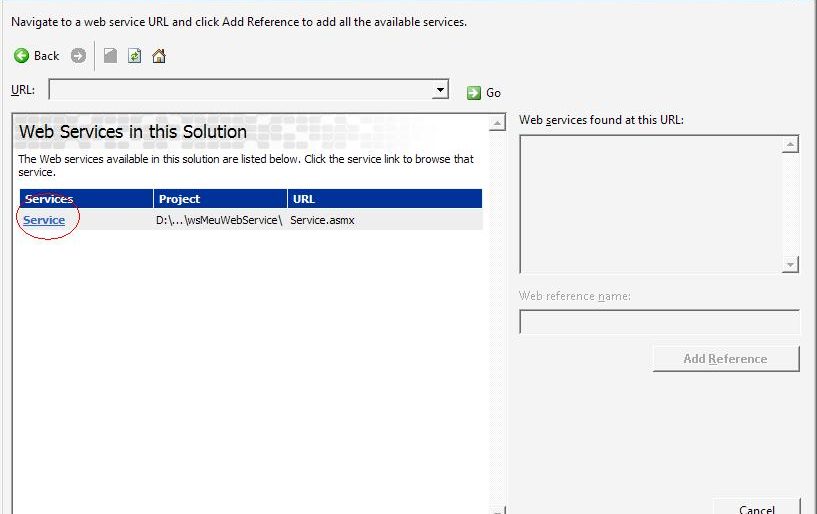 Navigate to a web service URL and click Add Reference to add all the available services.
Back
URL:
Go
Web Services in this Solution
The Web services available in this solution are listed below. Click the service link to browse that
service.
Services Project URL
Service D:\...\wsMeuWebService\ Service.asmx
Web services found at this URL:
Web reference name:
Add Reference
Cancel